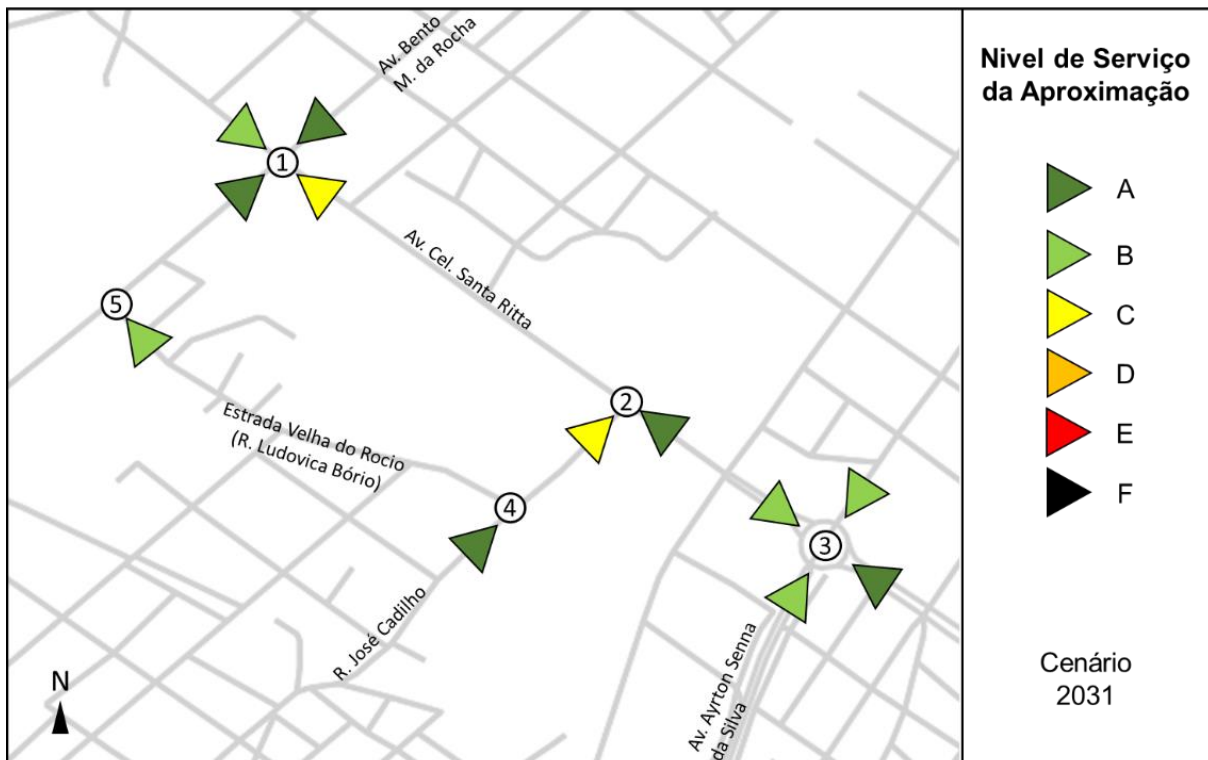 Av. Bento
M. da Rocha
1
Av. Cel. Santa Ritta
5
2
Estrada Velha do Rocio
(R. Ludovica Bório)
4
3
R. José Cadilho
Av. Ayrton Senna
da Silva
N
Nivel de Serviço
da Aproximação
A
B
C
D
E
F
Cenário
2031